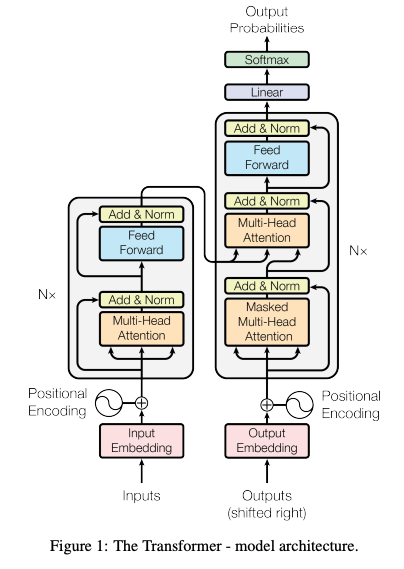 Output
Probabilities
Softmax
Linear
Add & Norm
Feed
Forward
Add & Norm
Multi-Head
Attention
Add & Norm
Masked
Multi-Head
Attention
N×
Add & Norm
Feed
Forward
Add & Norm
Multi-Head
Attention
N×
Positional
Encoding
Positional
Encoding
Input
Embedding
Output
Embedding
Inputs
Outputs
(shifted right)
Figure 1: The Transformer - model architecture.